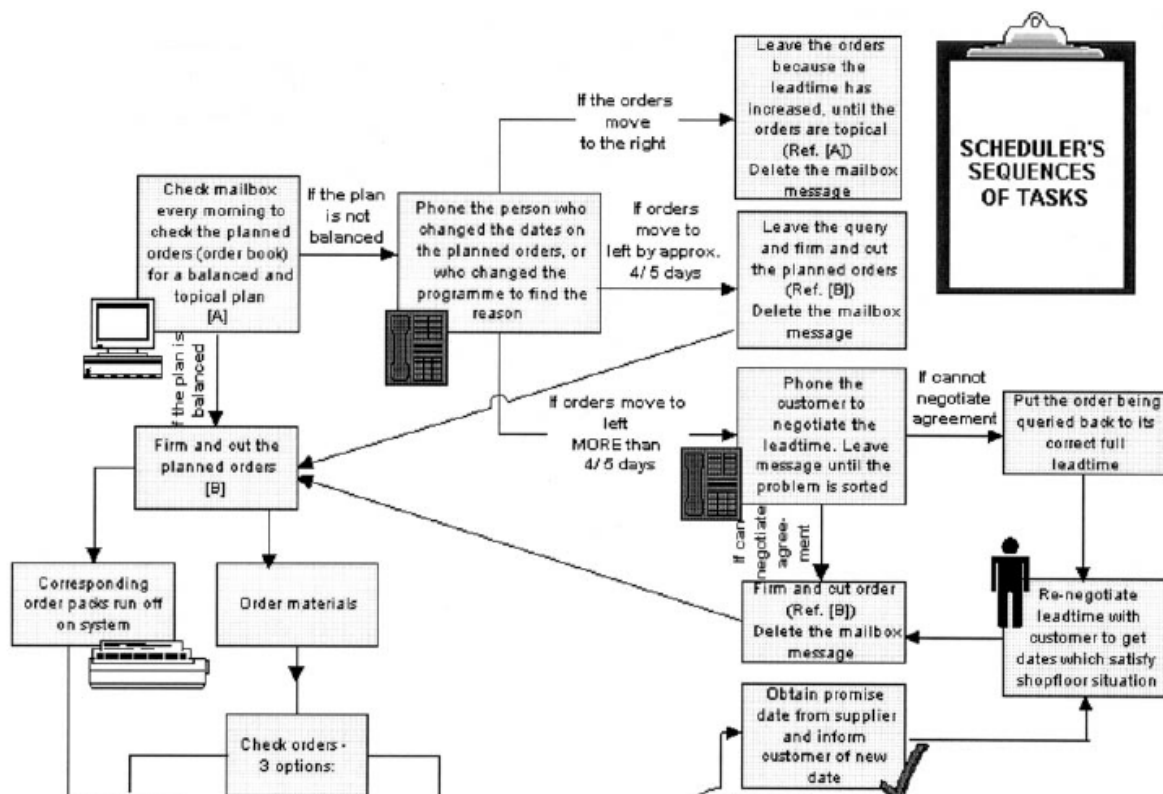 Leave the orders
because the
leadtime has
increased, until the
orders are topical
(Ref. [A])
Delete the mailbox
message
SCHEDULER'S
SEQUENCES
OF TASKS
If the orders
move
to the right
Check mailbox
every morning to
check the planned
orders (order book)
for a balanced and
topical plan
[A]
If the plan
is not
balanced
Phone the person who
changed the dates on
the planned orders, or
who changed the
programme to find the
reason
If orders
move to
left by approx.
4/ 5 days
Leave the query
and firm and cut
the planned orders
(Ref. [B])
Delete the mailbox
message
If the plan is
balanced
If orders move to
left
MORE than
4/ 5 days
Phone the
customer to
negotiate the
leadtime. Leave
message until the
problem is sorted
If cannot
negotiate
agreement
Put the order being
queried back to its
correct full
leadtime
Firm and cut the
planned orders
[B]
If can
negotiate
agree-
ment
Corresponding
order packs run off
on system
Order materials
Firm and cut order
(Ref. [B])
Delete the mailbox
message
Re-negotiate
leadtime with
customer to get
dates which satisfy
shopfloor situation
Check orders -
3 options:
Obtain promise
date from supplier
and inform
customer of new
date